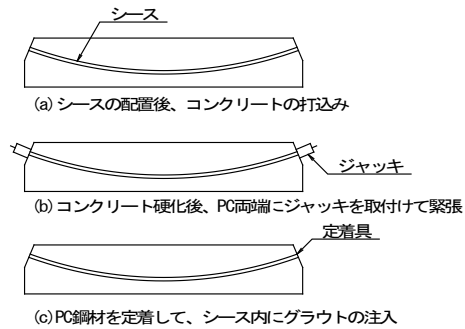 シース
(a)シースの配置後、コンクリートの打込み
ジャッキ
(b)コンクリート硬化後、PC両端にジャッキを取付けて緊張
定着具
(c)PC鋼材を定着して、シース内にグラウトの注入